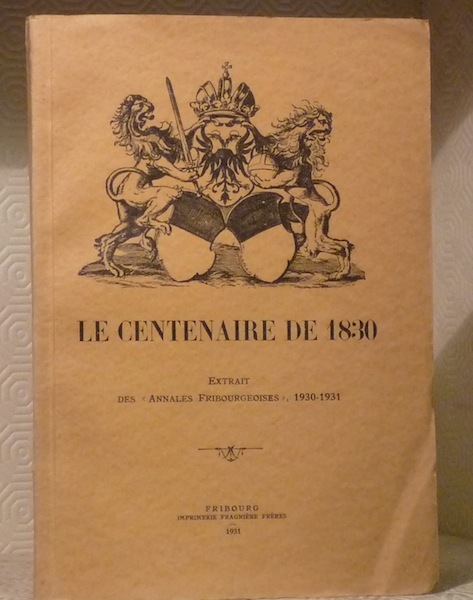 LE CENTENAIRE DE 1830
EXTRAIT
DES « ANNALES FRIBOURGEOISES », 1930-1931
FRIBOURG
IMPRIMERIE FRAGNIÈRE FRÈRES
1931